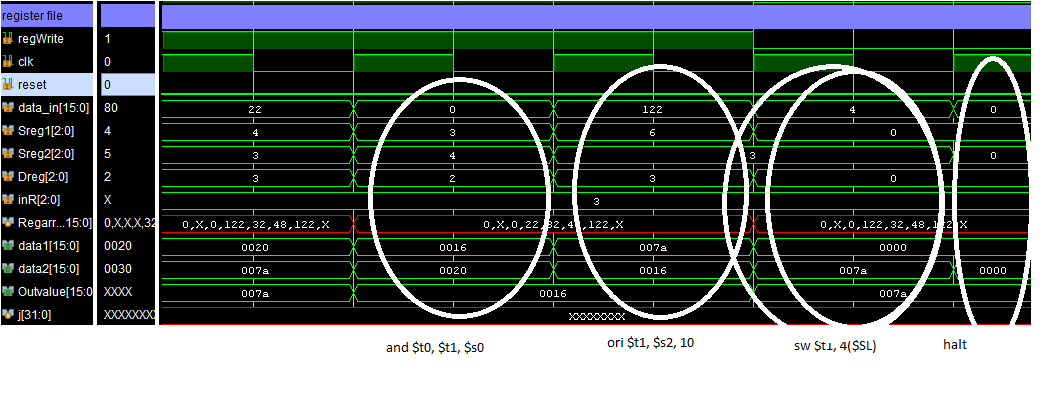 register file
regWrite 1
clk 0
reset 0
data_in[15:0] 80 22 0 122 4 0
Sreg1[2:0] 4 4 3 6 0
Sreg2[2:0] 5 3 4 3 3 0
Dreg[2:0] 2 3 2 3 0
inR[2:0] X 3
Regarr...15:0] 0,X,X,X,32 0,X,0,122,32,48,122,X 0,X,0,22,32,48,122,X 0,X,0,122,32,48,122,X
data1[15:0] 0020 0020 0016 007a 0000
data2[15:0] 0030 007a 0020 0016 007a 0000
Outvalue[15:0 XXXX 007a 0016 007a
j[31:0] XXXXXXXX XXXXXXXX
and $t0, $t1, $s0 ori $t1, $s2, 10 sw $t1, 4($SL) halt